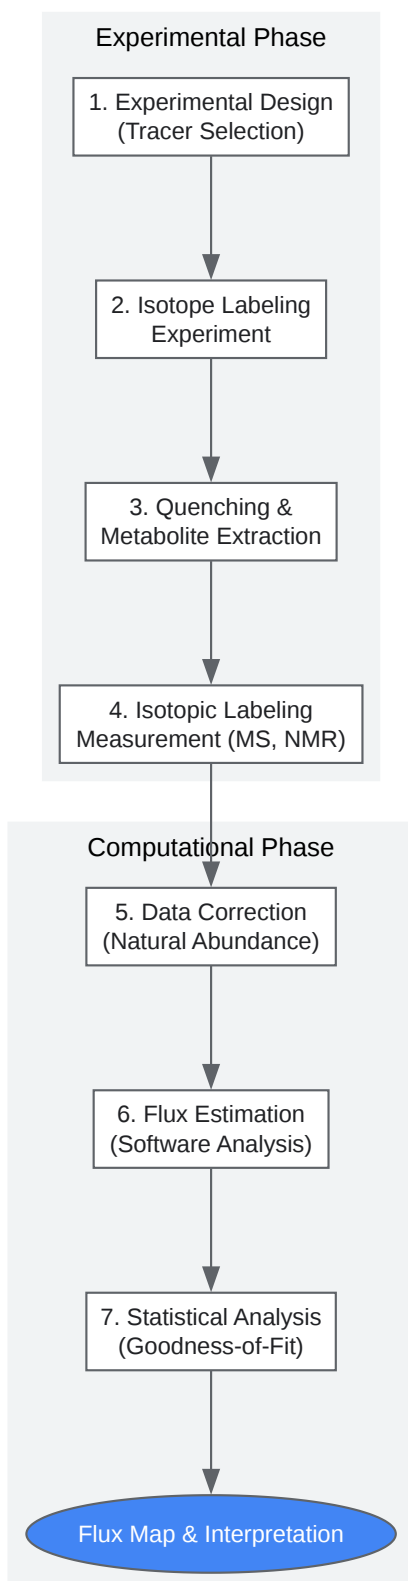 Experimental Phase
1. Experimental Design
(Tracer Selection)
2. Isotope Labeling
Experiment
3. Quenching &
Metabolite Extraction
4. Isotopic Labeling
Measurement (MS, NMR)
Computational Phase
5. Data Correction
(Natural Abundance)
6. Flux Estimation
(Software Analysis)
7. Statistical Analysis
(Goodness-of-Fit)
Flux Map & Interpretation